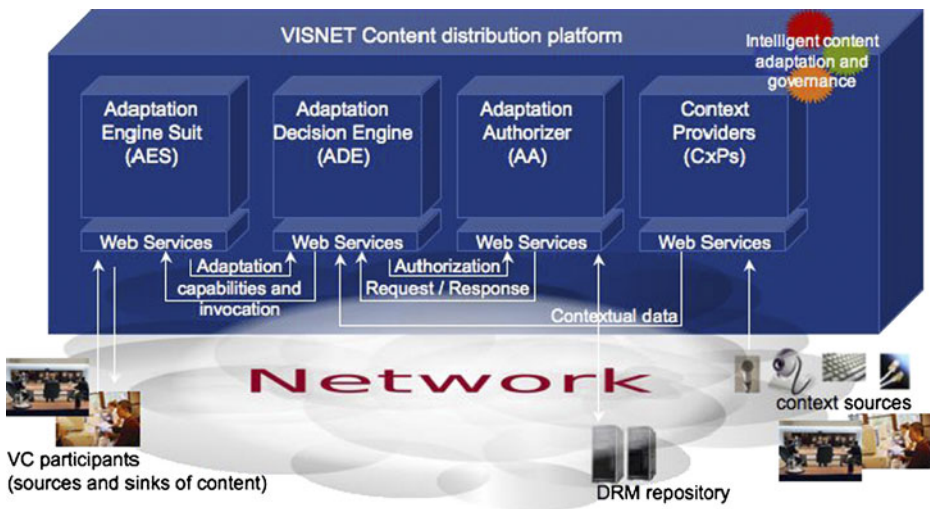 VISNET Content distribution platform
Intelligent content
adaptation and
governance
Adaptation
Engine Suit
(AES)
Adaptation
Decision Engine
(ADE)
Adaptation
Authorizer
(AA)
Context
Providers
(CxPs)
Web Services
Web Services
Web Services
Web Services
Adaptation
capabilities and
invocation
Authorization
Request / Response
Contextual data
Network
context sources
VC participants
(sources and sinks of content)
DRM repository